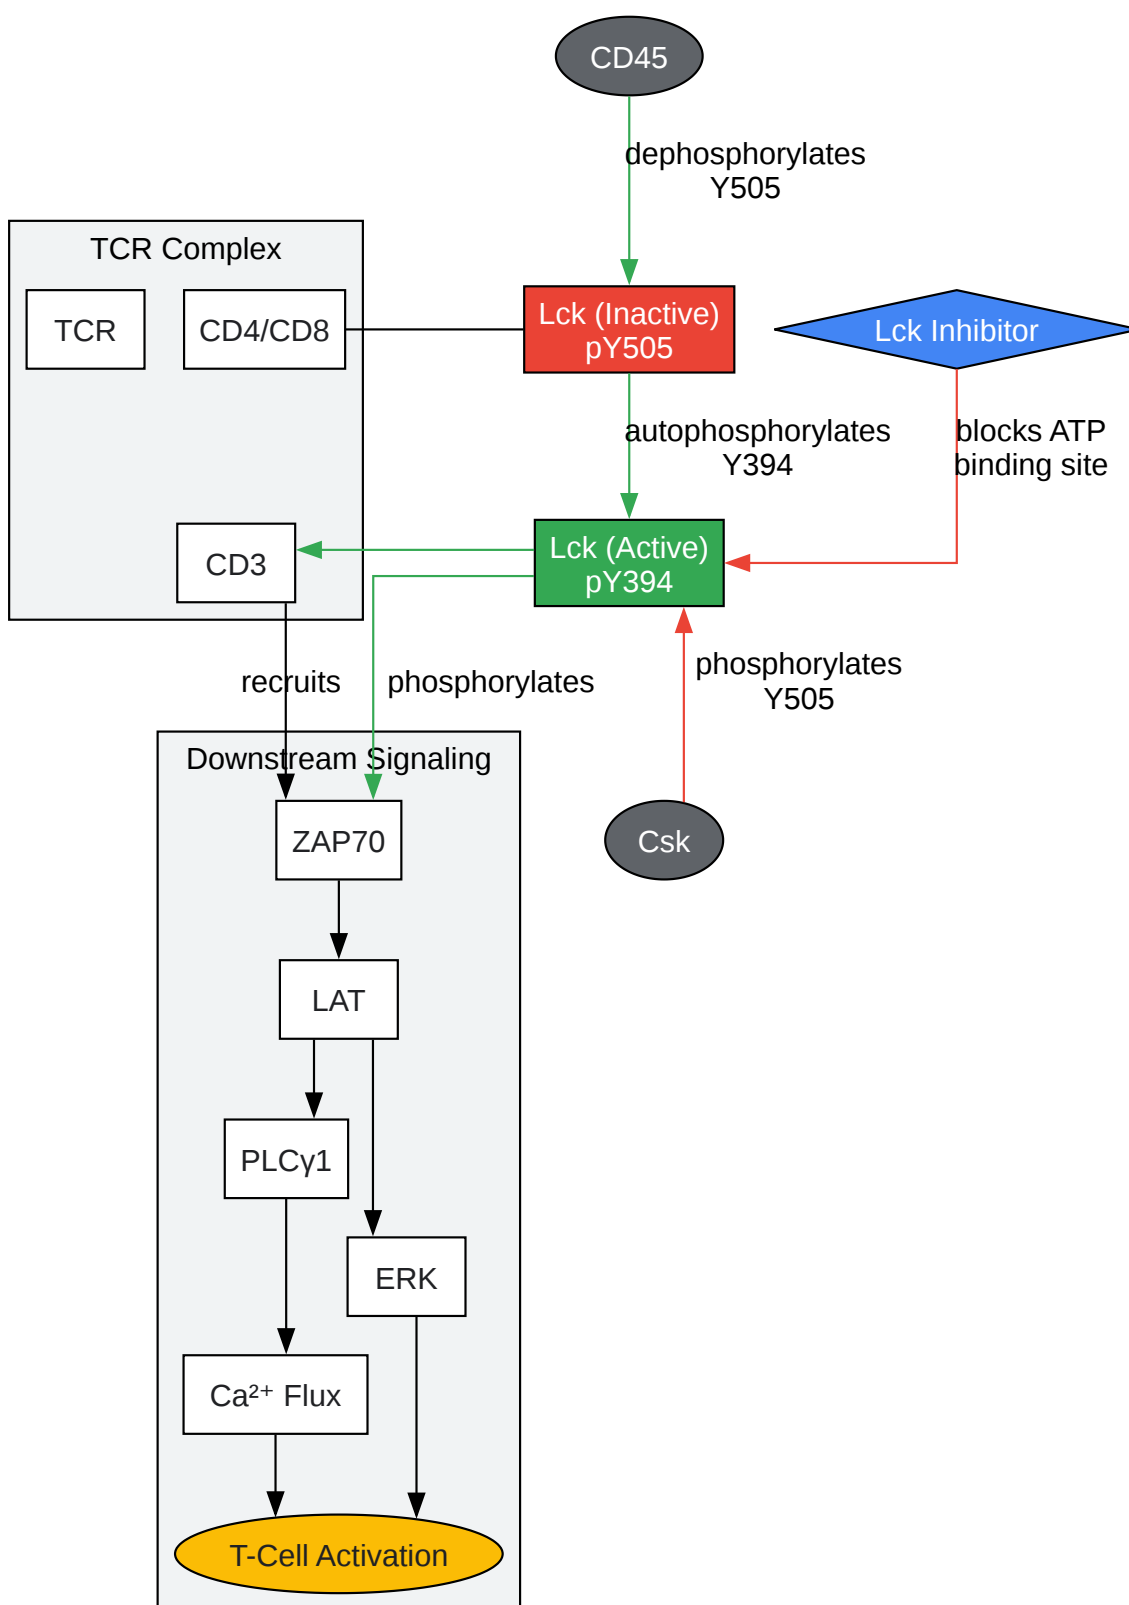 CD45
dephosphorylates
Y505
TCR Complex
TCR
CD4/CD8
Lck (Inactive)
pY505
Lck Inhibitor
autophosphorylates
Y394
blocks ATP
binding site
CD3
Lck (Active)
pY394
recruits
phosphorylates
phosphorylates
Y505
Downstream Signaling
ZAP70
Csk
LAT
PLCγ1
ERK
Ca²⁺ Flux
T-Cell Activation